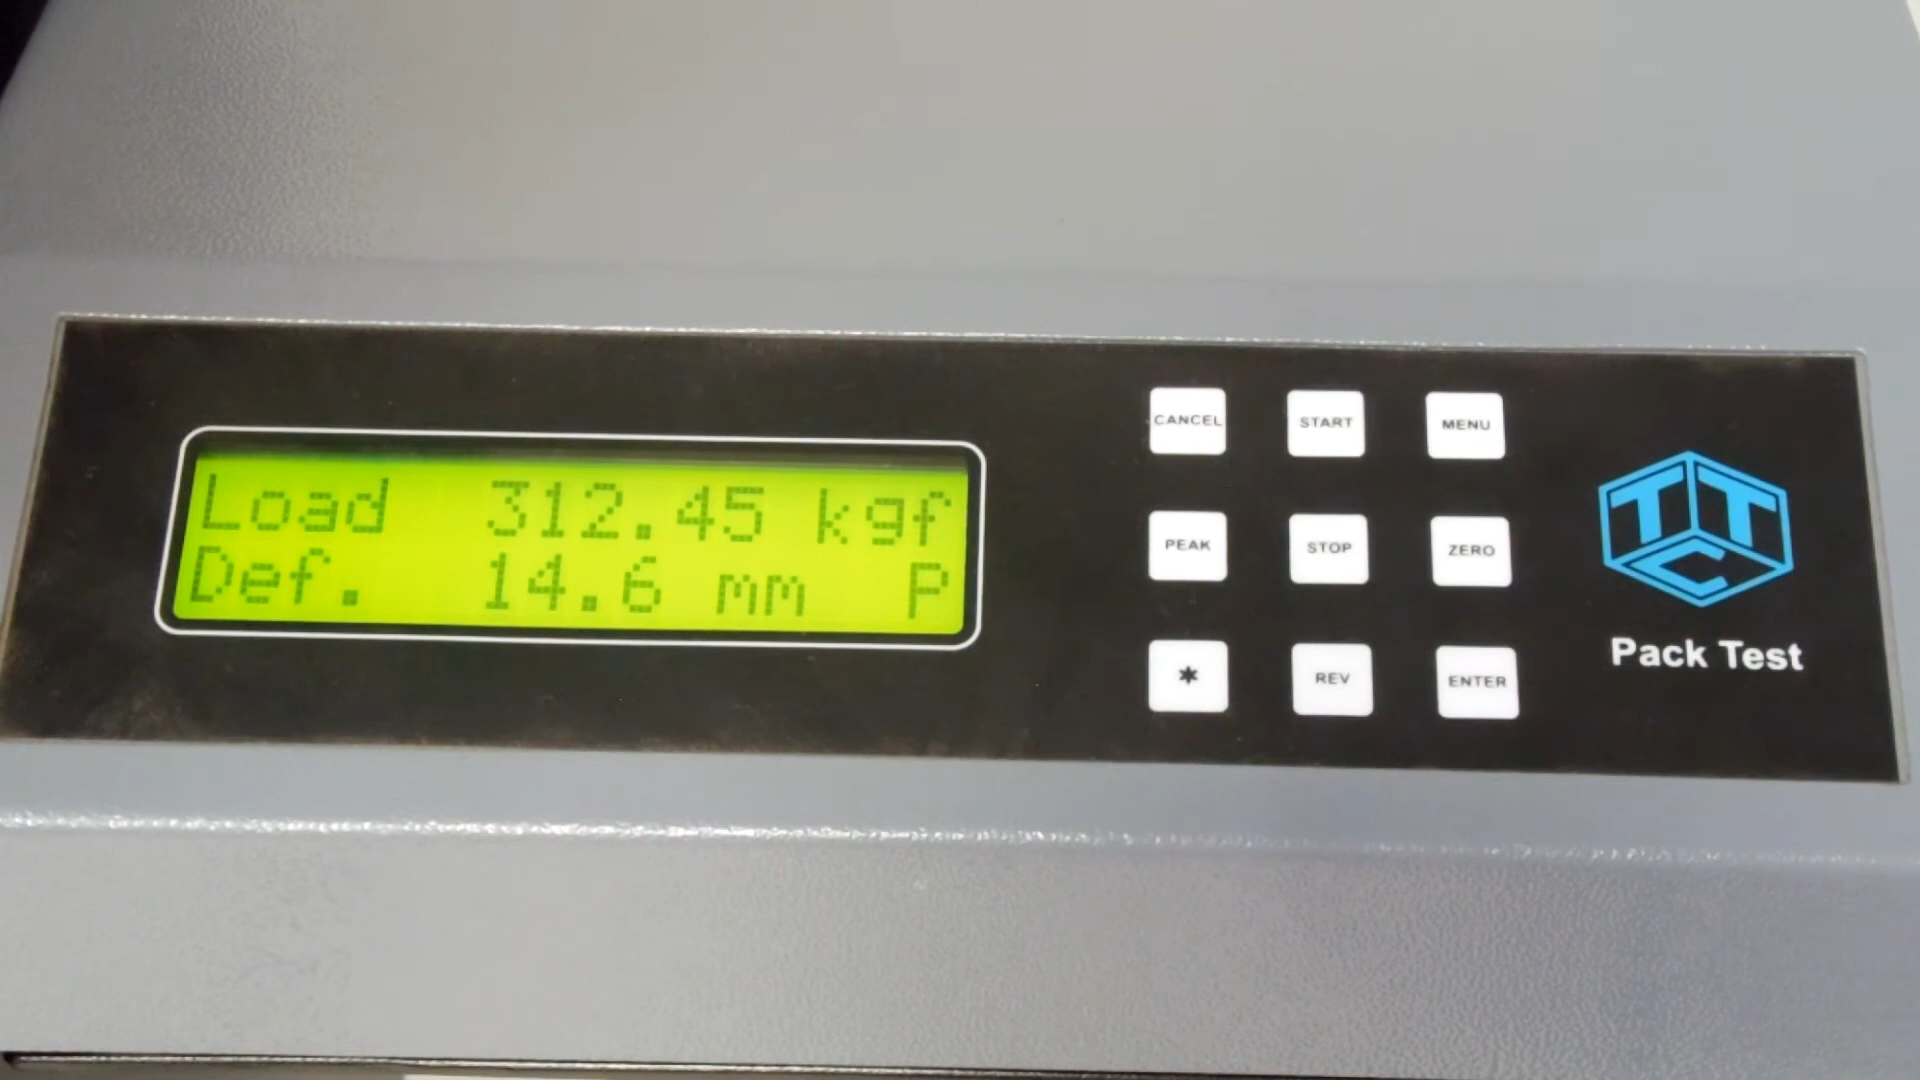 Load 312.45 kgf
Def. 14.6 mm P
CANCEL START MENU
PEAK STOP ZERO
* REV ENTER
TTC
Pack Test